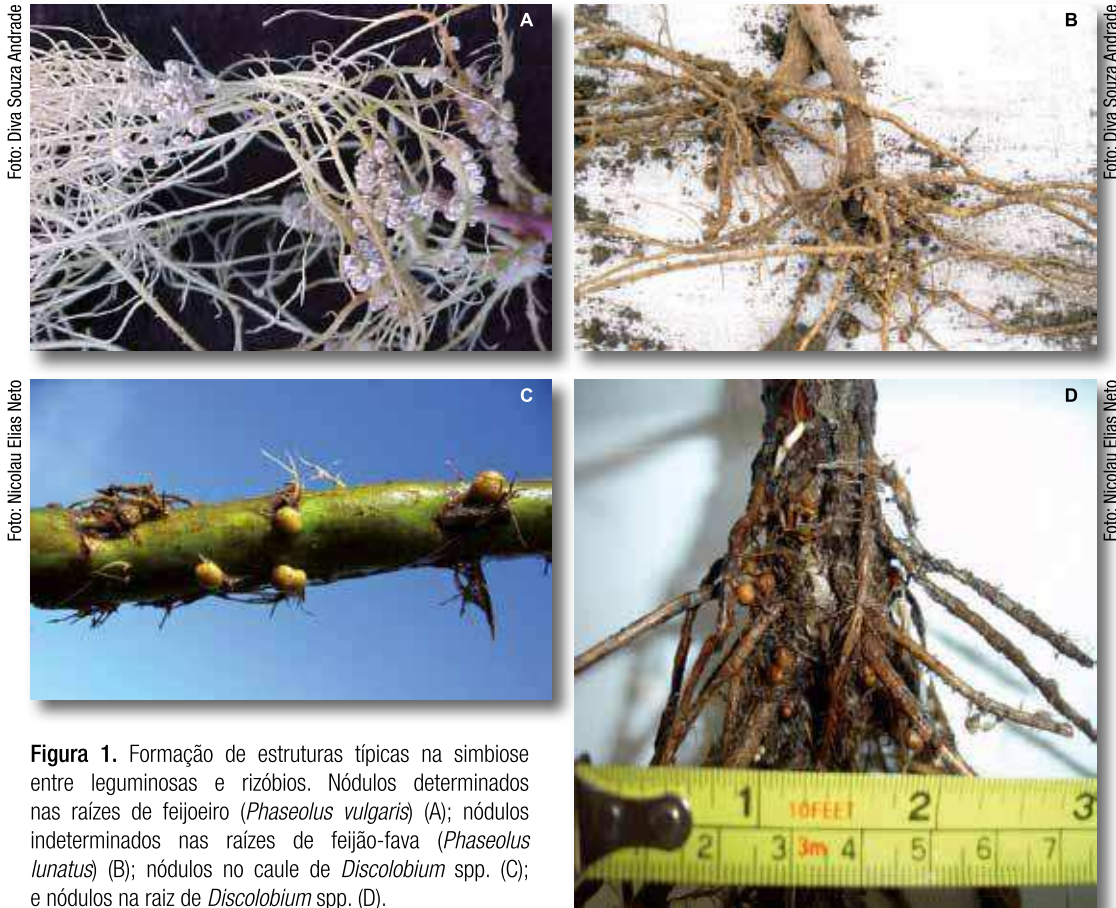 Foto: Diva Souza Andrade
A
B
Foto: Diva Souza Andrade
Foto: Nicolau Elias Neto
C
D
Foto: Nicolau Elias Neto
Figura 1. Formação de estruturas típicas na simbiose
entre leguminosas e rizóbios. Nódulos determinados
nas raízes de feijoeiro (Phaseolus vulgaris) (A); nódulos
indeterminados nas raízes de feijão-fava (Phaseolus
lunatus) (B); nódulos no caule de Discolobium spp. (C);
e nódulos na raiz de Discolobium spp. (D).
1 10FEET 2 3
2 3 3m 4 5 6 7